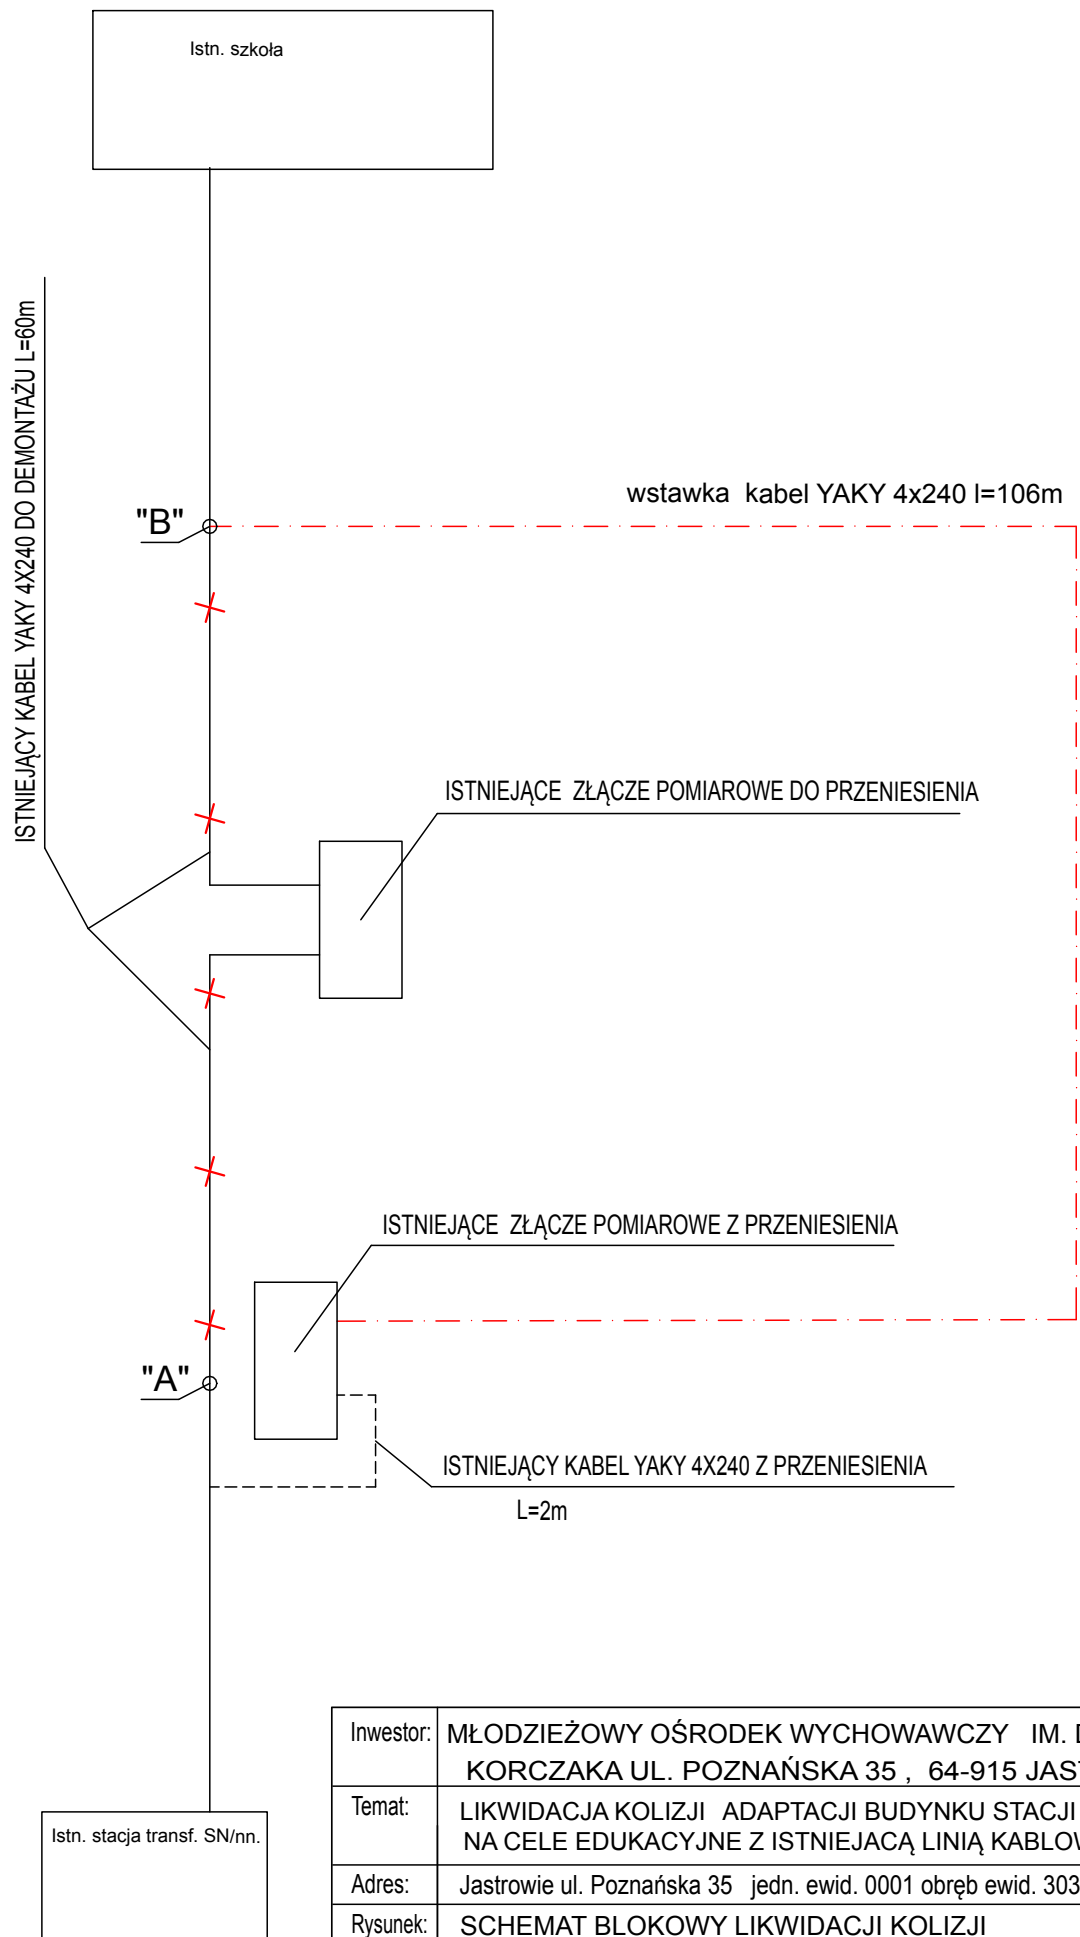 Istn. szkoła
ISTNIEJĄCY KABEL YAKY 4X240 DO DEMONTAŻU L=60m
wstawka kabel YAKY 4x240 l=106m
"B"
ISTNIEJĄCE ZŁĄCZE POMIAROWE DO PRZENIESIENIA
ISTNIEJĄCE ZŁĄCZE POMIAROWE Z PRZENIESIENIA
"A"
ISTNIEJĄCY KABEL YAKY 4X240 Z PRZENIESIENIA
L=2m
Istn. stacja transf. SN/nn.
Inwestor: MŁODZIEŻOWY OŚRODEK WYCHOWAWCZY IM.
KORCZAKA UL. POZNAŃSKA 35 , 64-915
Temat: LIKWIDACJA KOLIZJI ADAPTACJI BUDYNKU STACJI
NA CELE EDUKACYJNE Z ISTNIEJACĄ LINIĄ
Adres: Jastrowie ul. Poznańska 35 jedn. ewid. 0001 obręb ewid. 303
Rysunek: SCHEMAT BLOKOWY LIKWIDACJI KOLIZJI